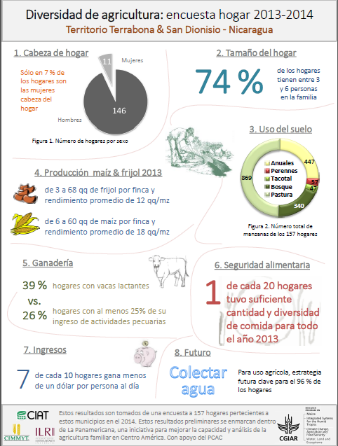 Diversidad de agricultura: encuesta hogar 2013-2014
Territorio Terrabona & San Dionisio - Nicaragua
1. Cabeza de hogar
Sólo en 7 % de
los hogares son
las mujeres
cabeza del
hogar
11
Mujeres
146
Hombres
Figura 1. Número de hogares por sexo
2. Tamaño del hogar
74 %
de los hogares
tienen entre 3
y 6 personas
en la familia
3. Uso del suelo
Anuales
Perennes
Tacotal
Bosque
Pastura
447
340
869
Figura 2. Número total de
manzanas de los 157 hogares
4. Producción maíz & frijol 2013
de 3 a 68 qq de frijol por finca y
rendimiento promedio de 12 qq/mz
de 6 a 60 qq de maíz por finca y
rendimiento promedio de 18 qq/mz
5. Ganadería
39 %
hogares con vacas lactantes
vs.
26 %
hogares con al menos 25% de su
ingreso de actividades pecuarias
6. Seguridad alimentaria
1
de cada 20 hogares
tuvo suficiente
cantidad y diversidad
de comida para todo
el año 2013
7. Ingresos
7
de cada 10 hogares gana menos
de un dólar por persona al día
8. Futuro
Colectar
agua
Para uso agrícola, estrategia
futura clave para el 96 % de los
hogares
CIAT
CIMMYT
ILRI
Estos resultados son tomados de una encuesta a 157 hogares pertenecientes a
estos municipios en el 2014. Estos resultados preliminares se enmarcan dentro
de La Panamericana, una iniciativa para mejorar la capacidad y análisis de la
agricultura familiar en Centro América. Con apoyo del PCAC
CGIAR